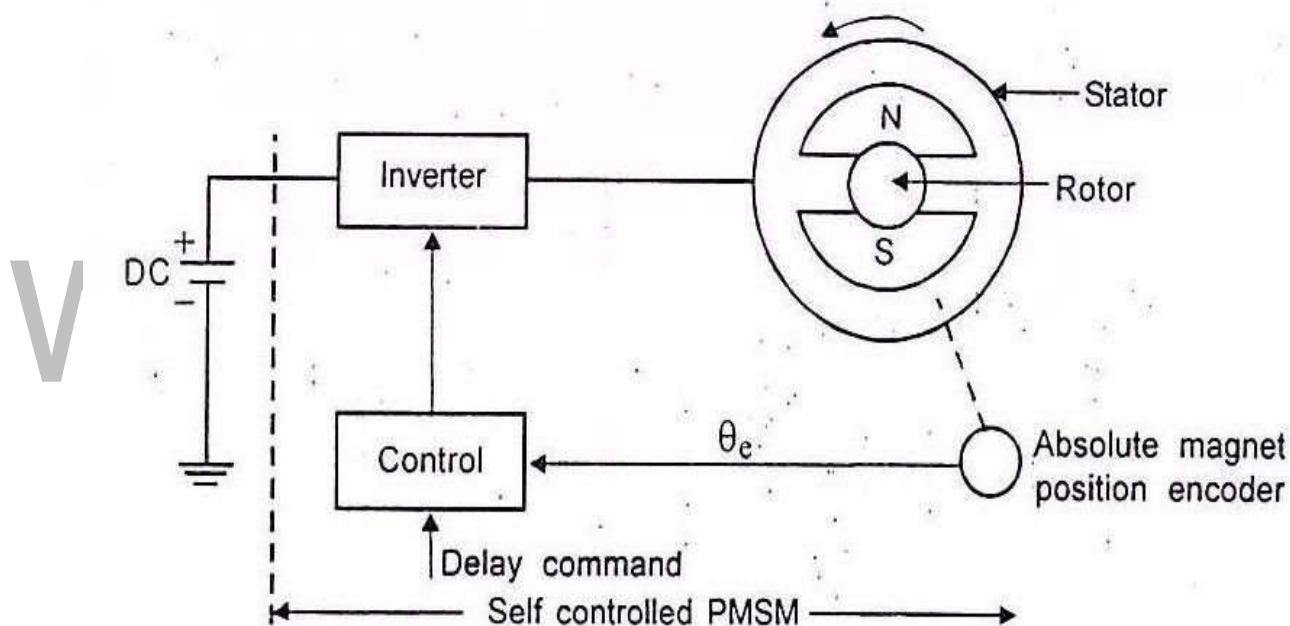 Stator
N
Inverter
Rotor
+
DC
S
−
V
θe
Control
Absolute magnet
position encoder
Delay command
Self controlled PMSM